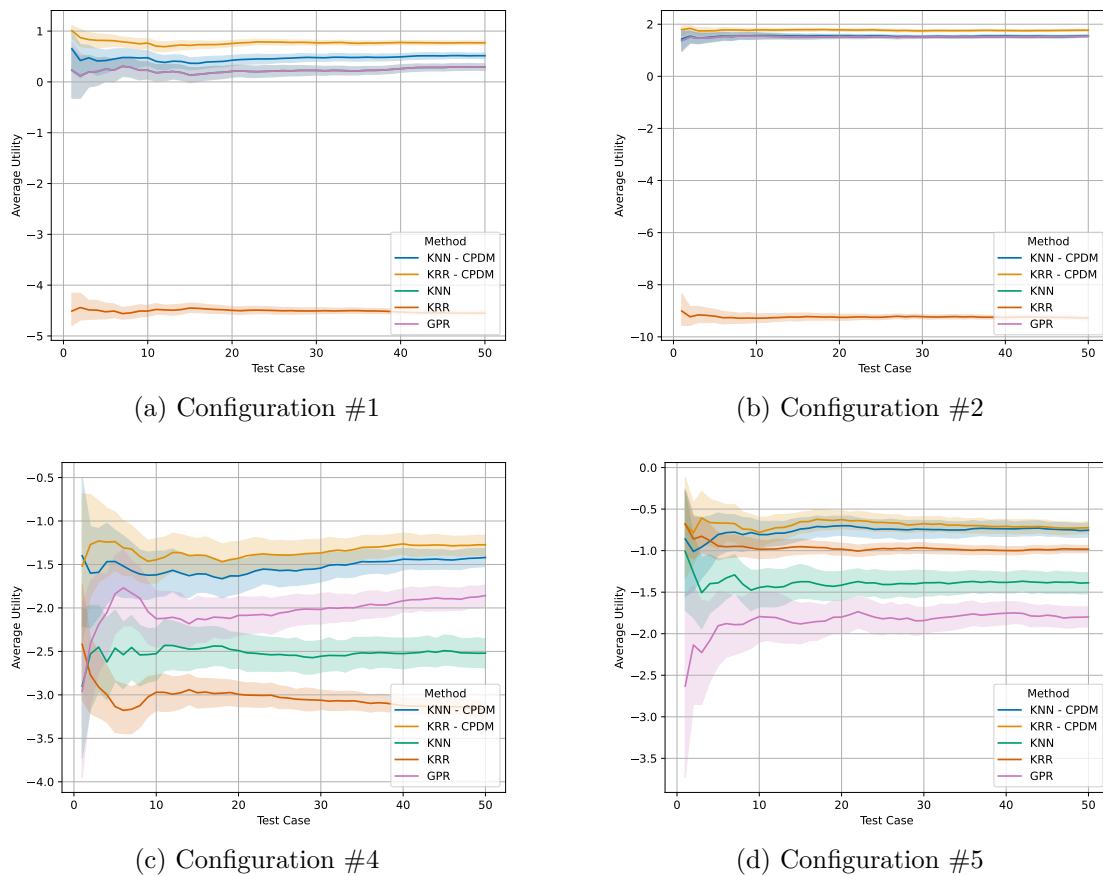 1
0
−1
−2
−3
−4
−5
Average Utility
0
10
20
30
40
50
Test Case
Method
KNN - CPDM
KRR - CPDM
KNN
KRR
GPR
(a) Configuration #1
2
0
−2
−4
−6
−8
−10
Average Utility
0
10
20
30
40
50
Test Case
Method
KNN - CPDM
KRR - CPDM
KNN
KRR
GPR
(b) Configuration #2
−0.5
−1.0
−1.5
−2.0
−2.5
−3.0
−3.5
−4.0
Average Utility
0
10
20
30
40
50
Test Case
Method
KNN - CPDM
KRR - CPDM
KNN
KRR
GPR
(c) Configuration #4
0.0
−0.5
−1.0
−1.5
−2.0
−2.5
−3.0
−3.5
Average Utility
0
10
20
30
40
50
Test Case
Method
KNN - CPDM
KRR - CPDM
KNN
KRR
GPR
(d) Configuration #5